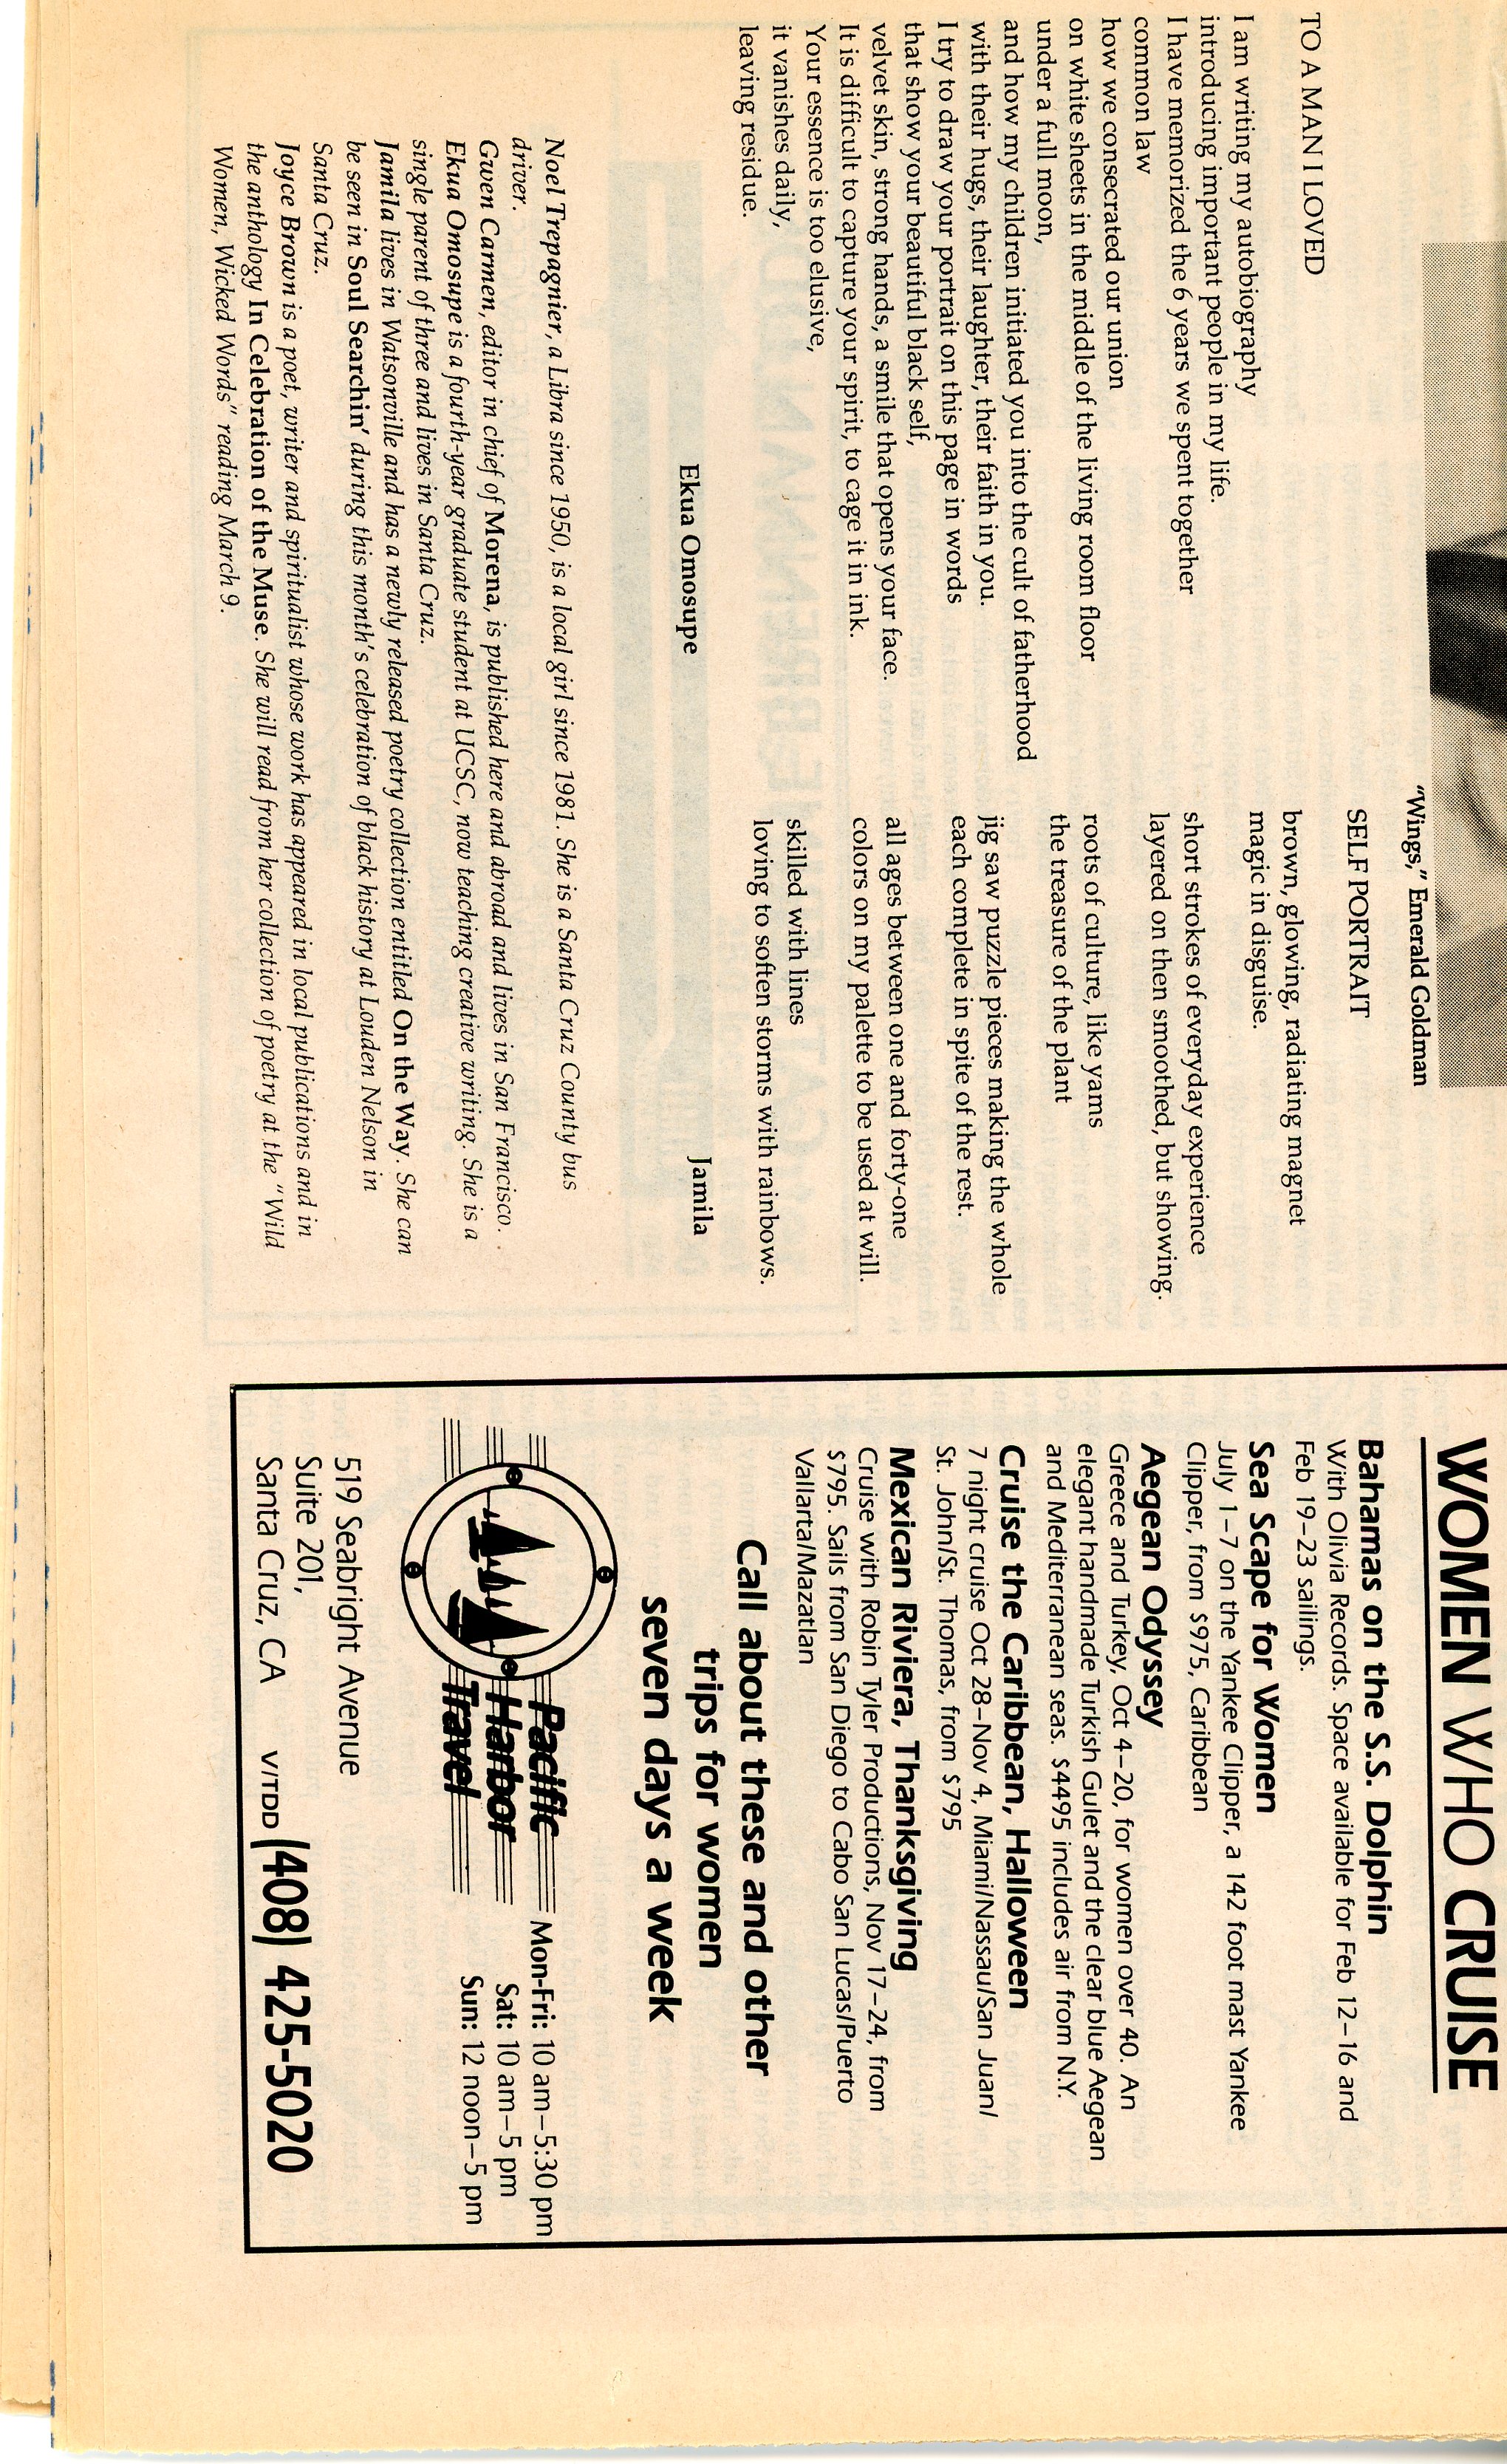 "Wings," Emerald Goldman
TO A MAN I LOVED
I am writing my autobiography
introducing important people in my life.
I have memorized the 6 years we spent together
common law
how we consecrated our union
on white sheets in the middle of the living room floor
under a full moon,
and how my children initiated you into the cult of fatherhood
with their hugs, their laughter, their faith in you.
I try to draw your portrait on this page in words
that show your beautiful black self,
velvet skin, strong hands, a smile that opens your face.
It is difficult to capture your spirit, to cage it in ink.
Your essence is too elusive,
it vanishes daily,
leaving residue.
Ekua Omosupe
SELF PORTRAIT
brown, glowing, radiating magnet
magic in disguise.
short strokes of everyday experience
layered on then smoothed, but showing.
roots of culture, like yams
the treasure of the plant
jig saw puzzle pieces making the whole
each complete in spite of the rest.
all ages between one and forty-one
colors on my palette to be used at will.
skilled with lines
loving to soften storms with rainbows.
Jamila
Noel Trepagnier, a Libra since 1950, is a local girl since 1981. She is a Santa Cruz County bus
driver.
Gwen Carmen, editor in chief of Morena, is published here and abroad and lives in San Francisco.
Ekua Omosupe is a fourth-year graduate student at UCSC, now teaching creative writing. She is a
single parent of three and lives in Santa Cruz.
Jamila lives in Watsonville and has a newly released poetry collection entitled On the Way. She can
be seen in Soul Searchin' during this month's celebration of black history at Louden Nelson in
Santa Cruz.
Joyce Brown is a poet, writer and spiritualist whose work has appeared in local publications and in
the anthology In Celebration of the Muse. She will read from her collection of poetry at the "Wild
Women, Wicked Words" reading March 9.
WOMEN WHO CRUISE
Bahamas on the S.S. Dolphin
With Olivia Records. Space available for Feb 12–16 and
Feb 19–23 sailings.
Sea Scape for Women
July 1–7 on the Yankee Clipper, a 142 foot mast Yankee
Clipper, from $975, Caribbean
Aegean Odyssey
Greece and Turkey, Oct 4–20, for women over 40. An
elegant handmade Turkish Gulet and the clear blue Aegean
and Mediterranean seas. $4495 includes air from N.Y.
Cruise the Caribbean, Halloween
7 night cruise Oct 28–Nov 4, Miami/Nassau/San Juan/
St. John/St. Thomas, from $795
Mexican Riviera, Thanksgiving
Cruise with Robin Tyler Productions, Nov 17–24, from
$795. Sails from San Diego to Cabo San Lucas/Puerto
Vallarta/Mazatlan
Call about these and other
trips for women
seven days a week
Pacific
Harbor
Travel
Mon-Fri: 10 am–5:30 pm
Sat: 10 am–5 pm
Sun: 12 noon–5 pm
519 Seabright Avenue
Suite 201,
Santa Cruz, CA
V/TDD (408) 425-5020